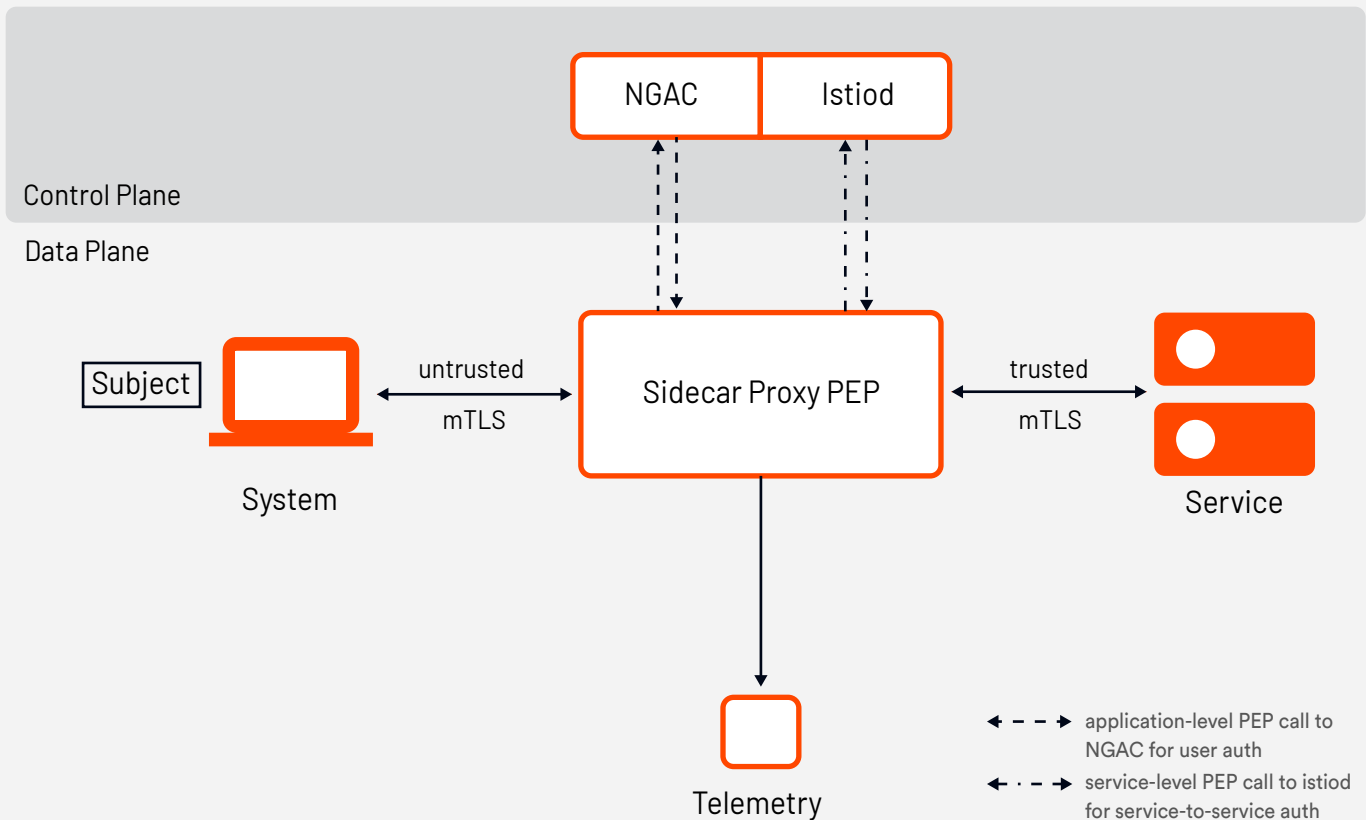 NGAC
Istiod
Control Plane
Data Plane
Subject
System
untrusted
mTLS
Sidecar Proxy PEP
trusted
mTLS
Service
Telemetry
application-level PEP call to
NGAC for user auth
service-level PEP call to istiod
for service-to-service auth